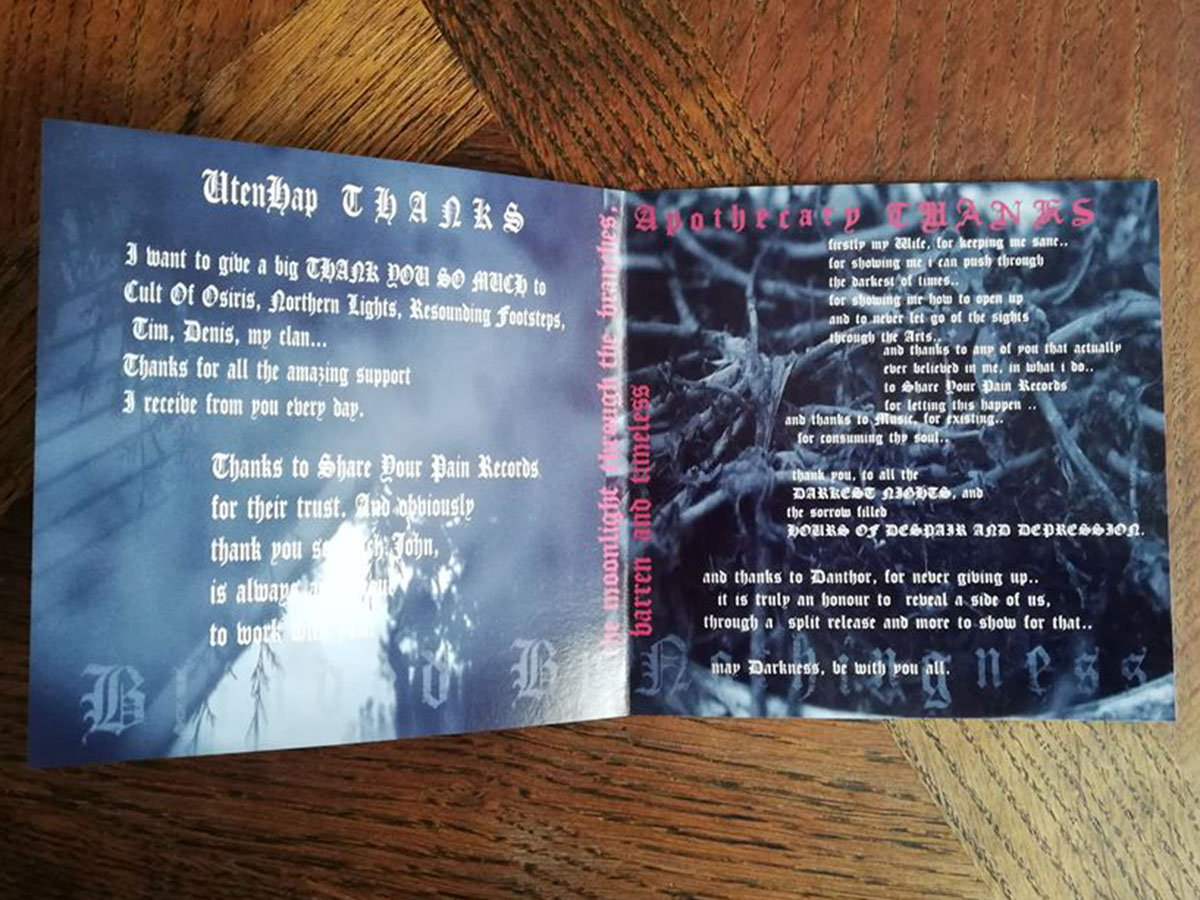 UtenHap THANKS
I want to give a big THANK YOU SO MUCH to
Cult Of Osiris, Northern Lights, Resounding Footsteps,
Tim, Denis, my clan...
Thanks for all the amazing support
I receive from you every day.
Thanks to Share Your Pain Records
for their trust. And obviously
thank you so much John,
is always
to work with you!
the moonlight through the branches,
barren and timeless
Apothecary THANKS
firstly my Wife, for keeping me sane..
for showing me i can push through
the darkest of times..
for showing me how to open up
and to never let go of the sights
through the Arts..
and thanks to any of you that actually
ever believed in me, in what i do..
to Share Your Pain Records
for letting this happen ..
and thanks to Music, for existing..
for consuming thy soul..
thank you, to all the
DARKEST NIGHTS, and
the sorrow filled
HOURS OF DESPAIR AND DEPRESSION.
and thanks to Danthor, for never giving up..
it is truly an honour to reveal a side of us,
through a split release and more to show for that..
may Darkness, be with you all.
Nothingness